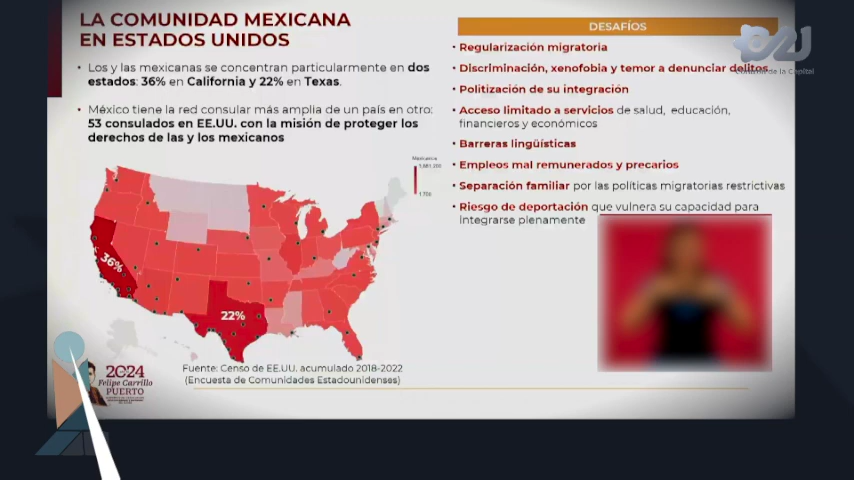 LA COMUNIDAD MEXICANA
EN ESTADOS UNIDOS
• Los y las mexicanas se concentran particularmente en dos
estados: 36% en California y 22% en Texas.
• México tiene la red consular más amplia de un país en otro:
53 consulados en EE.UU. con la misión de proteger los
derechos de las y los mexicanos
Mexicanos
1,700
36%
22%
Fuente: Censo de EE.UU. acumulado 2018-2022
(Encuesta de Comunidades Estadounidenses)
2024
Felipe Carrillo
PUERTO
DESAFÍOS
• Regularización migratoria
• Discriminación, xenofobia y temor a denunciar delitos
• Politización de su integración
• Acceso limitado a servicios de salud, educación,
financieros y económicos
• Barreras lingüísticas
• Empleos mal remunerados y precarios
• Separación familiar por las políticas migratorias restrictivas
• Riesgo de deportación que vulnera su capacidad para
integrarse plenamente
de la Capital